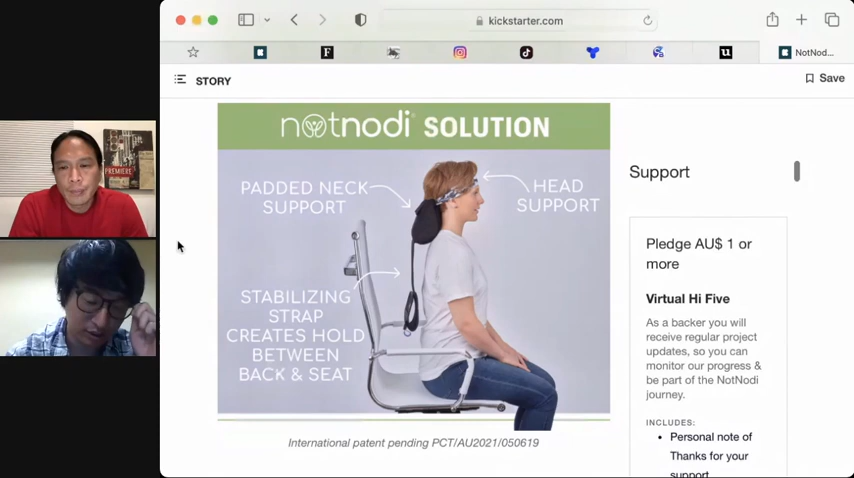 kickstarter.com
NotNod...
STORY
Save
notnodi® SOLUTION
PADDED NECK
SUPPORT
HEAD
SUPPORT
STABILIZING
STRAP
CREATES HOLD
BETWEEN
BACK & SEAT
International patent pending PCT/AU2021/050619
Support
Pledge AU$ 1 or
more
Virtual Hi Five
As a backer you will
receive regular project
updates, so you can
monitor our progress &
be part of the NotNodi
journey.
INCLUDES:
• Personal note of
Thanks for your
support
PREMIERE